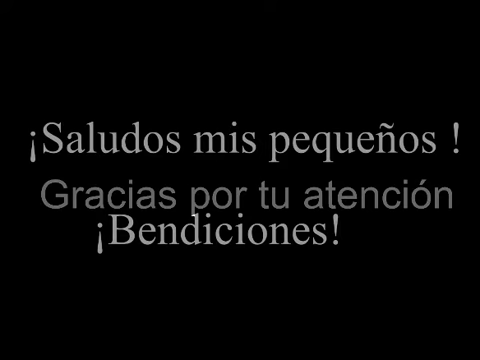 ¡Saludos mis pequeños !
Gracias por tu atención
¡Bendiciones!